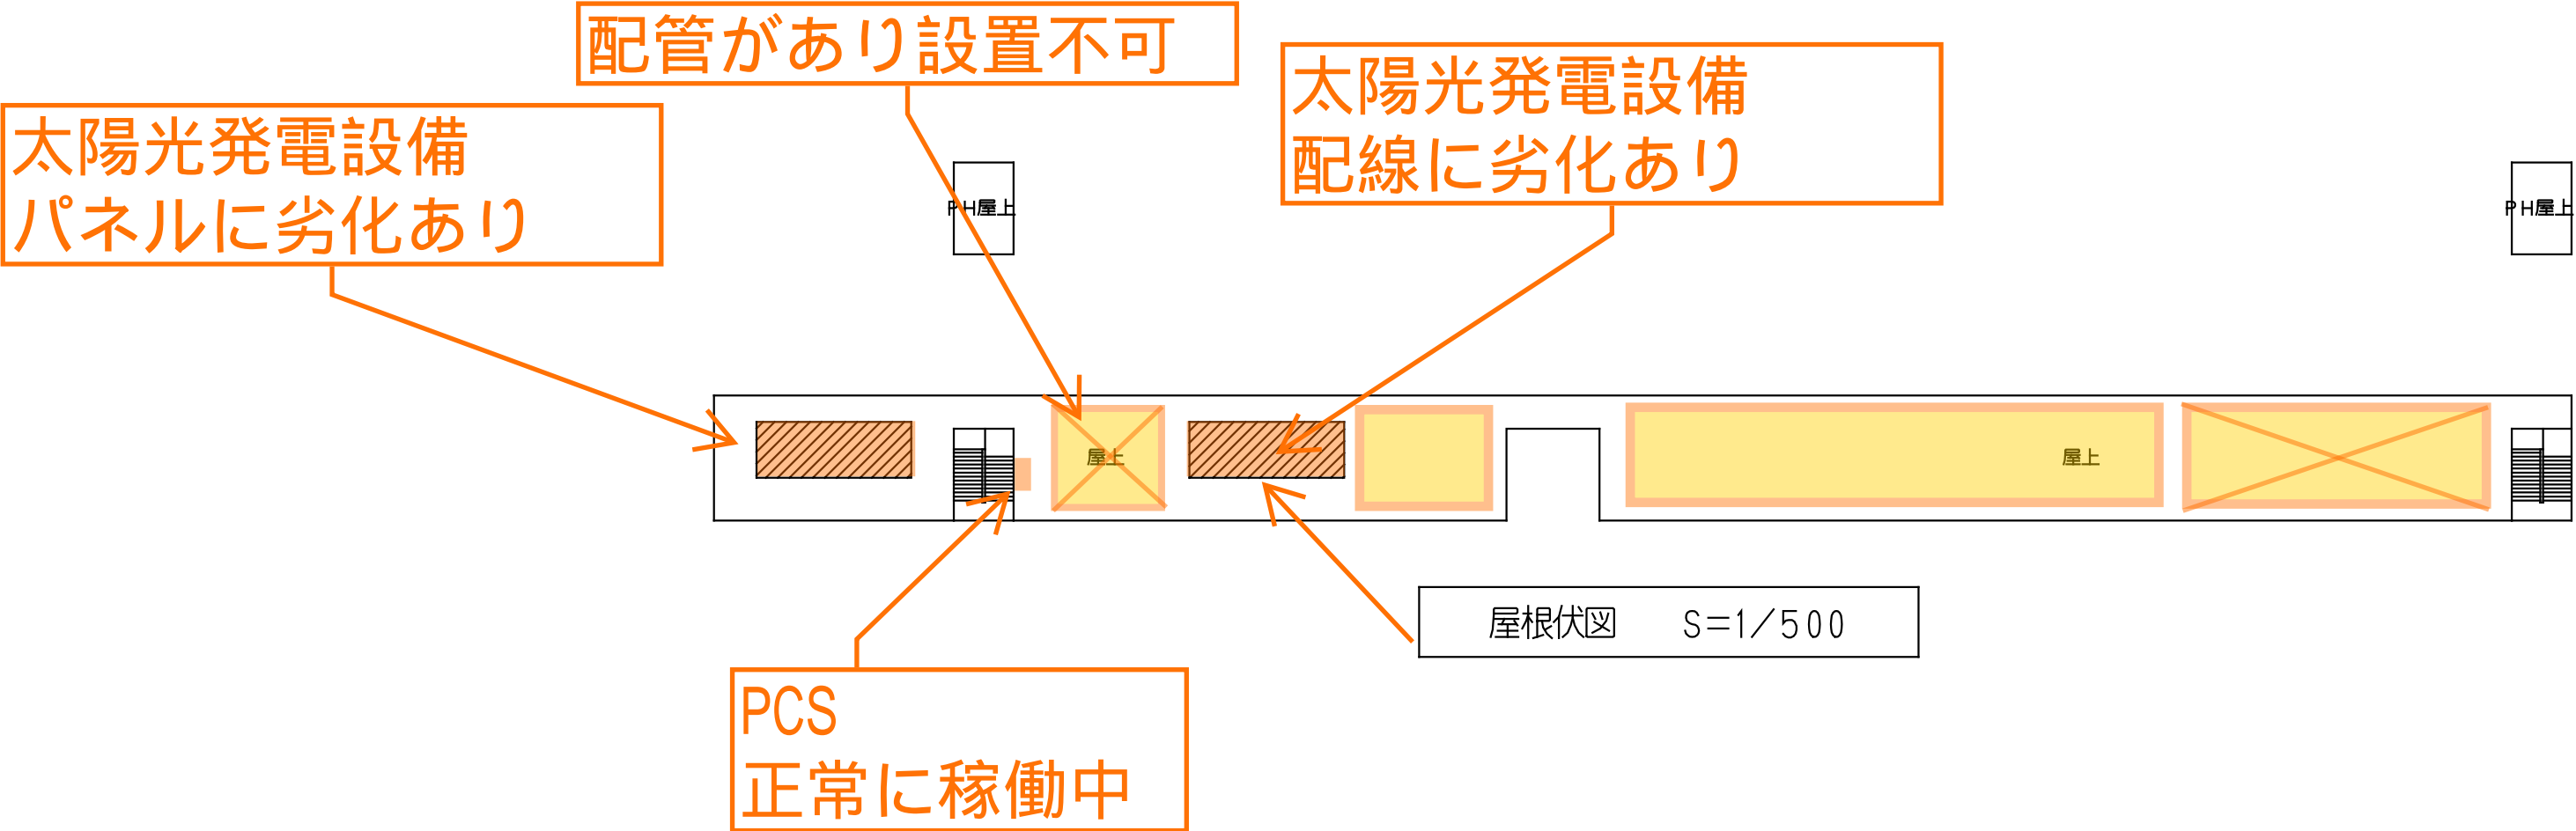 配管があり設置不可
太陽光発電設備
配線に劣化あり
太陽光発電設備
パネルに劣化あり
PH屋上
PH屋上
屋上
屋上
屋根伏図 S=1/500
PCS
正常に稼働中